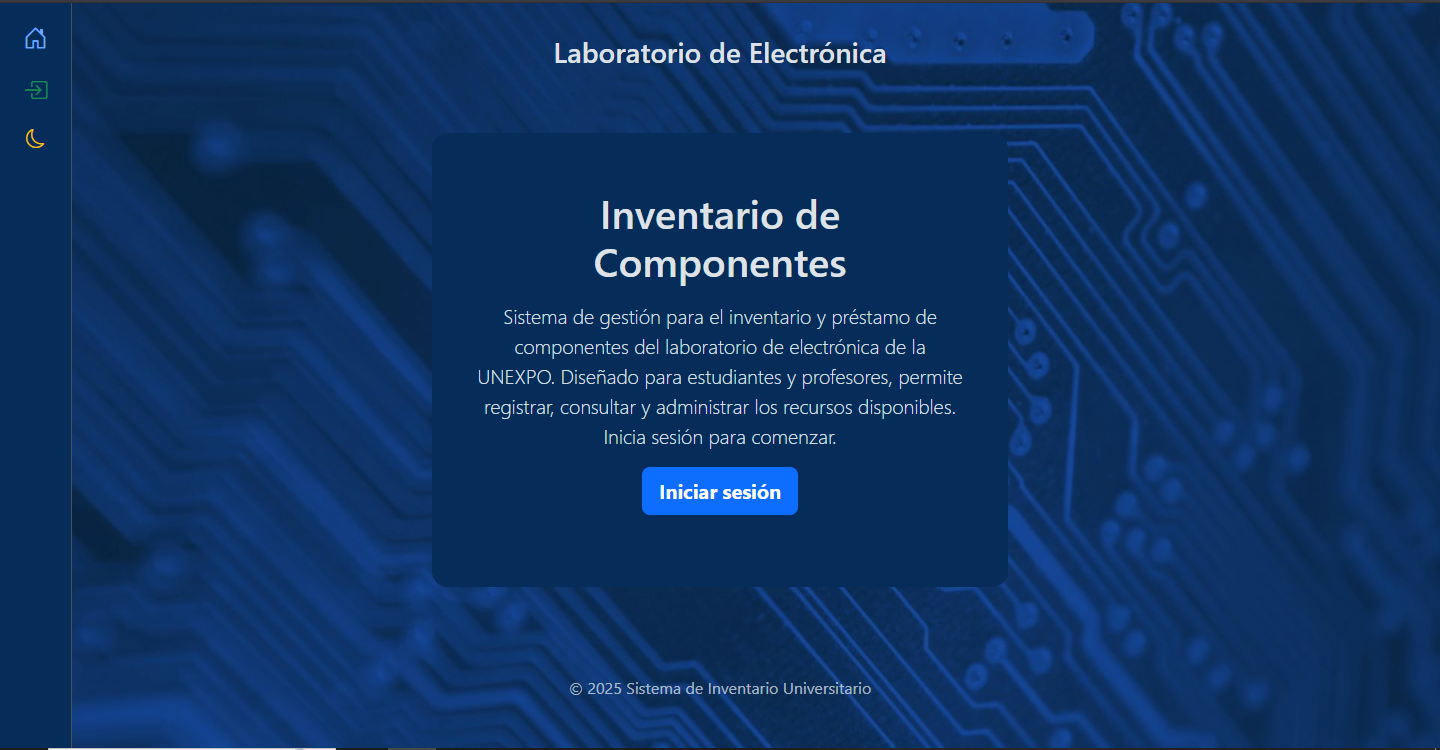 Laboratorio de Electrónica
Inventario de
Componentes
Sistema de gestión para el inventario y préstamo de
componentes del laboratorio de electrónica de la
UNEXPO. Diseñado para estudiantes y profesores, permite
registrar, consultar y administrar los recursos disponibles.
Inicia sesión para comenzar.
Iniciar sesión
© 2025 Sistema de Inventario Universitario